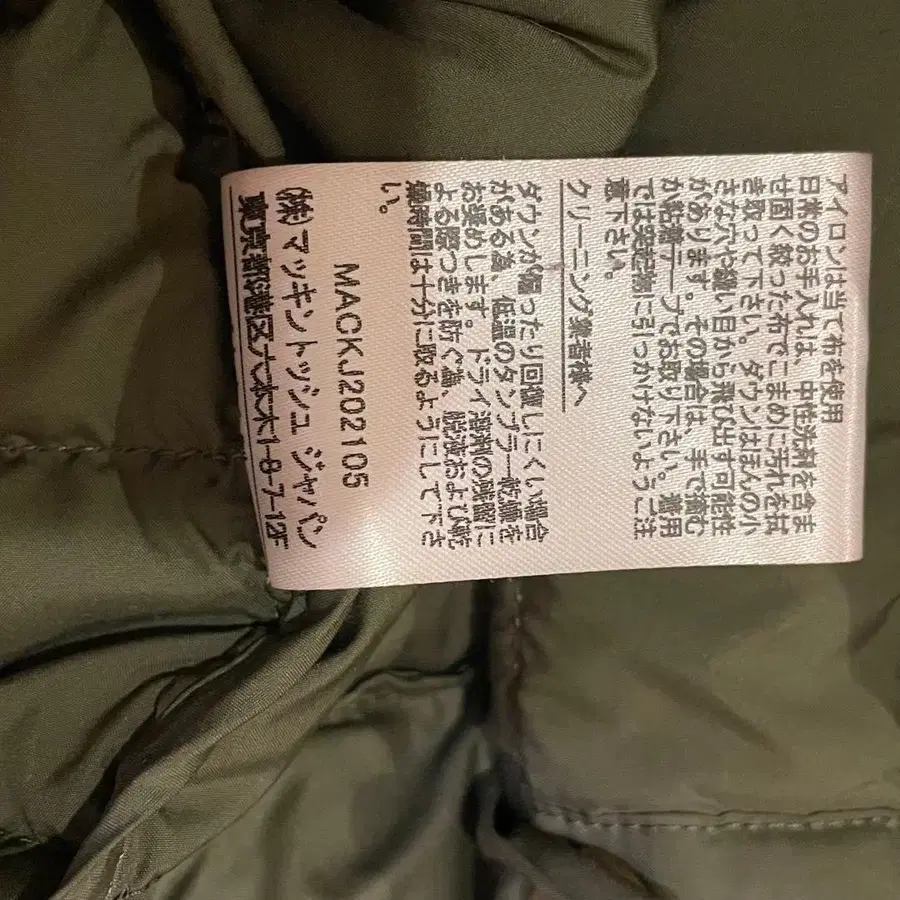 アイロンは当て布を使用
日本のお手入れは、中性洗剤を含ま
せ固く絞った布でこまめに汚れを拭
き取って下さい。ダウンはほんの小
さな穴や縫い目から飛び出す可能性
があります。その場合は、手で摘む
か粘着テープでお取り下さい。着用
では突起物に引っかけないようご注
意下さい。
クリーニング業者様へ
ダウンが偏ったり回復しにくい場合
がある為、低温のタンブラー乾燥を
お奨めします。ドライ溶剤の残留に
よる際つきを防ぐ為、脱液および乾
燥時間は十分に取るようにして下さ
い。
MACKJ202105
(株)マッキントッシュ ジャパン
東京都港区六本木1-8-7-12F